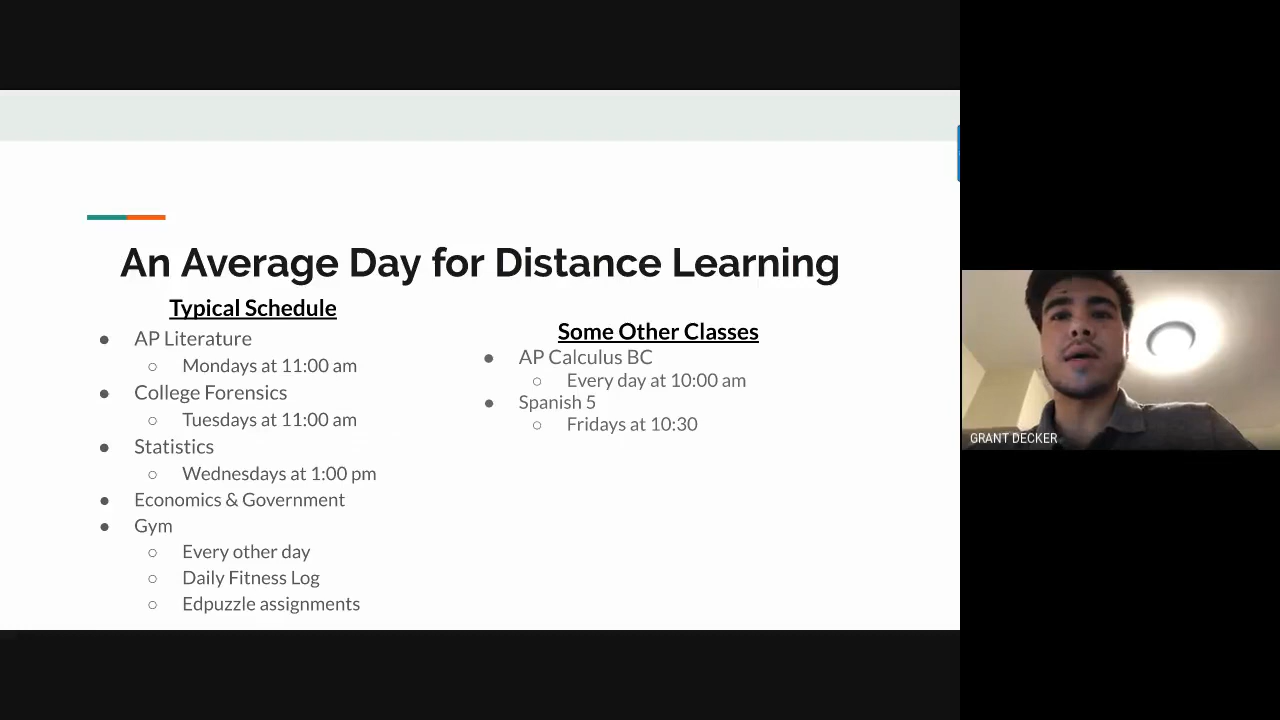 An Average Day for Distance Learning
Typical Schedule
● AP Literature
○ Mondays at 11:00 am
● College Forensics
○ Tuesdays at 11:00 am
● Statistics
○ Wednesdays at 1:00 pm
● Economics & Government
● Gym
○ Every other day
○ Daily Fitness Log
○ Edpuzzle assignments
Some Other Classes
● AP Calculus BC
○ Every day at 10:00 am
● Spanish 5
○ Fridays at 10:30
GRANT DECKER